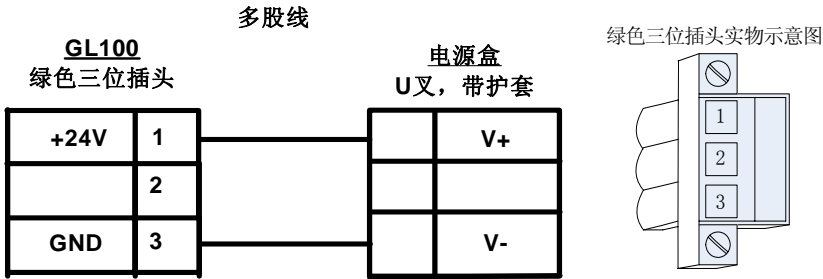 多股线
GL100
绿色三位插头
电源盒
U叉，带护套
绿色三位插头实物示意图
+24V 1 V+
2
GND 3 V-
1
2
3